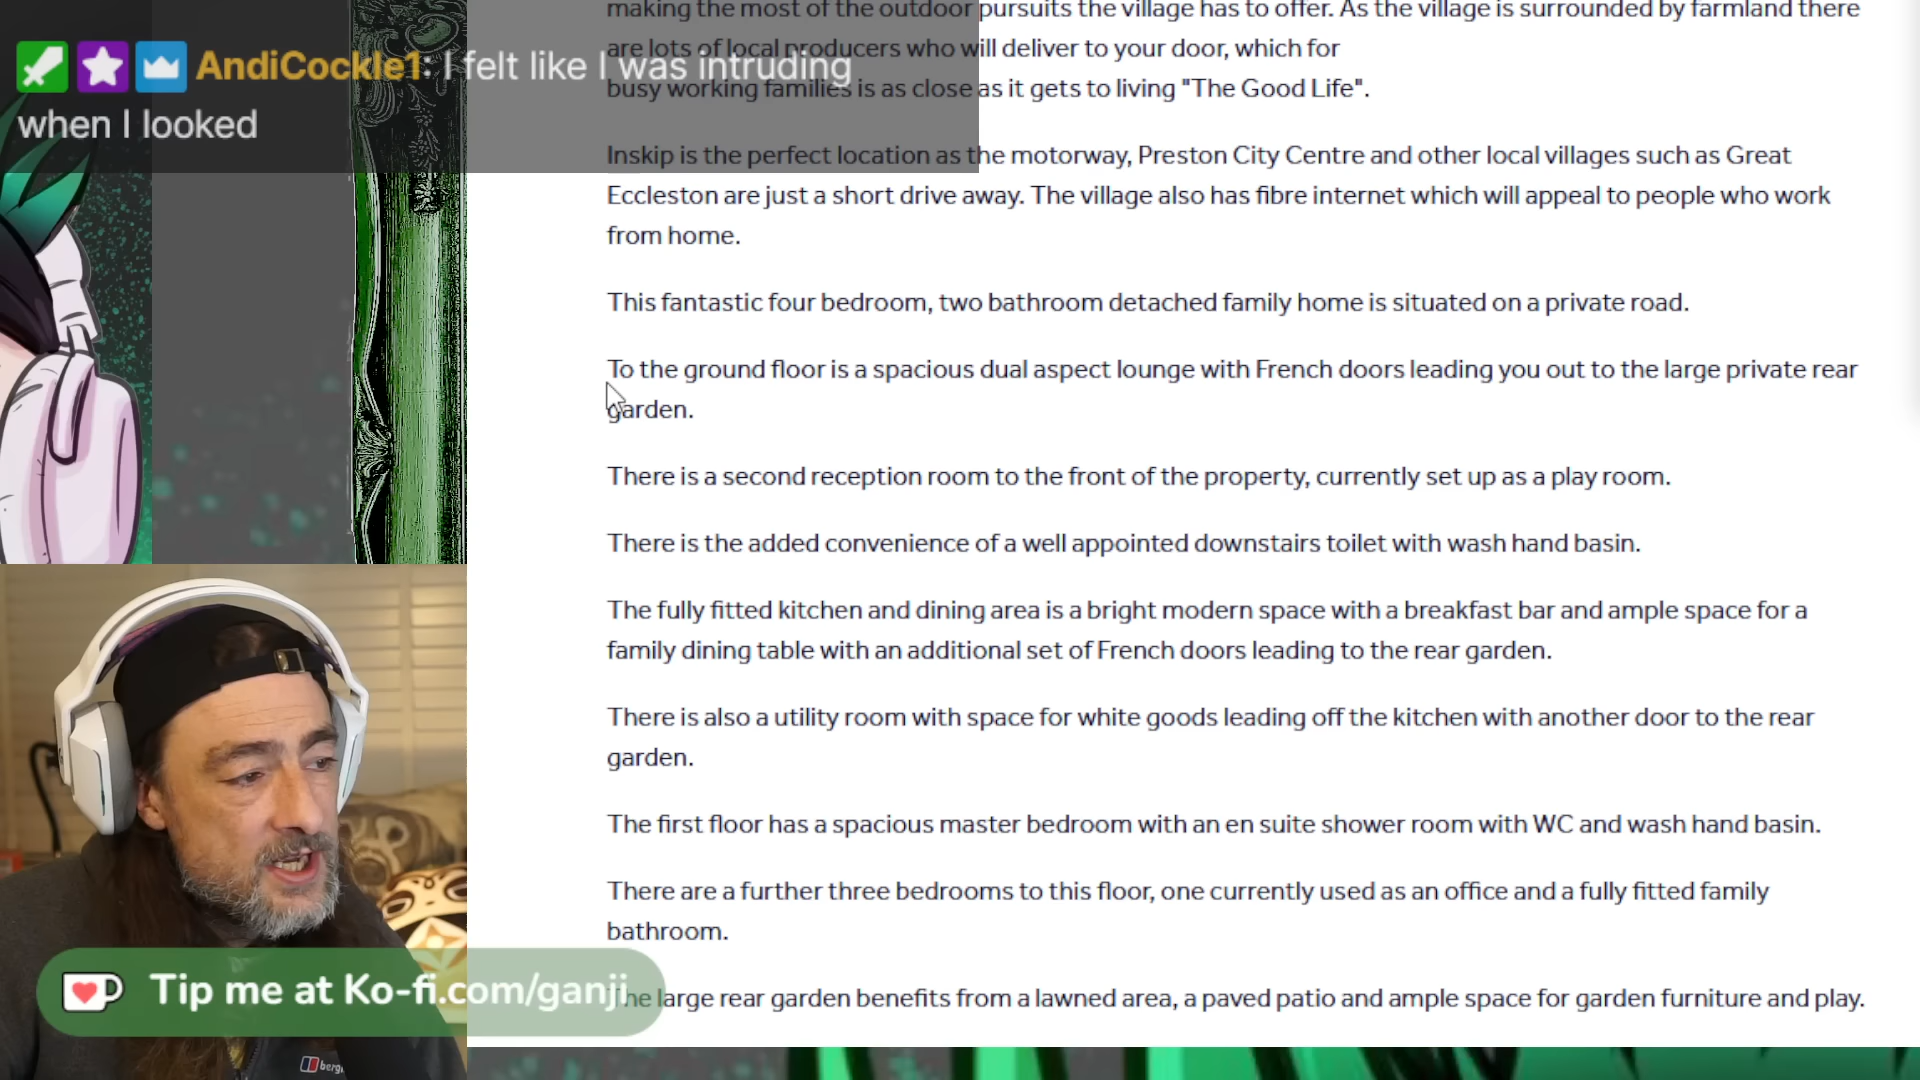 making the most of the outdoor pursuits the village has to offer. As the village is surrounded by farmland there
are lots of local producers who will deliver to your door, which for
busy working families is as close as it gets to living "The Good Life".
AndiCockle1: I felt like I was intruding
when I looked
Inskip is the perfect location as the motorway, Preston City Centre and other local villages such as Great
Eccleston are just a short drive away. The village also has fibre internet which will appeal to people who work
from home.
This fantastic four bedroom, two bathroom detached family home is situated on a private road.
To the ground floor is a spacious dual aspect lounge with French doors leading you out to the large private rear
garden.
There is a second reception room to the front of the property, currently set up as a play room.
There is the added convenience of a well appointed downstairs toilet with wash hand basin.
The fully fitted kitchen and dining area is a bright modern space with a breakfast bar and ample space for a
family dining table with an additional set of French doors leading to the rear garden.
There is also a utility room with space for white goods leading off the kitchen with another door to the rear
garden.
The first floor has a spacious master bedroom with an en suite shower room with WC and wash hand basin.
There are a further three bedrooms to this floor, one currently used as an office and a fully fitted family
bathroom.
The large rear garden benefits from a lawned area, a paved patio and ample space for garden furniture and play.
Tip me at Ko-fi.com/ganji